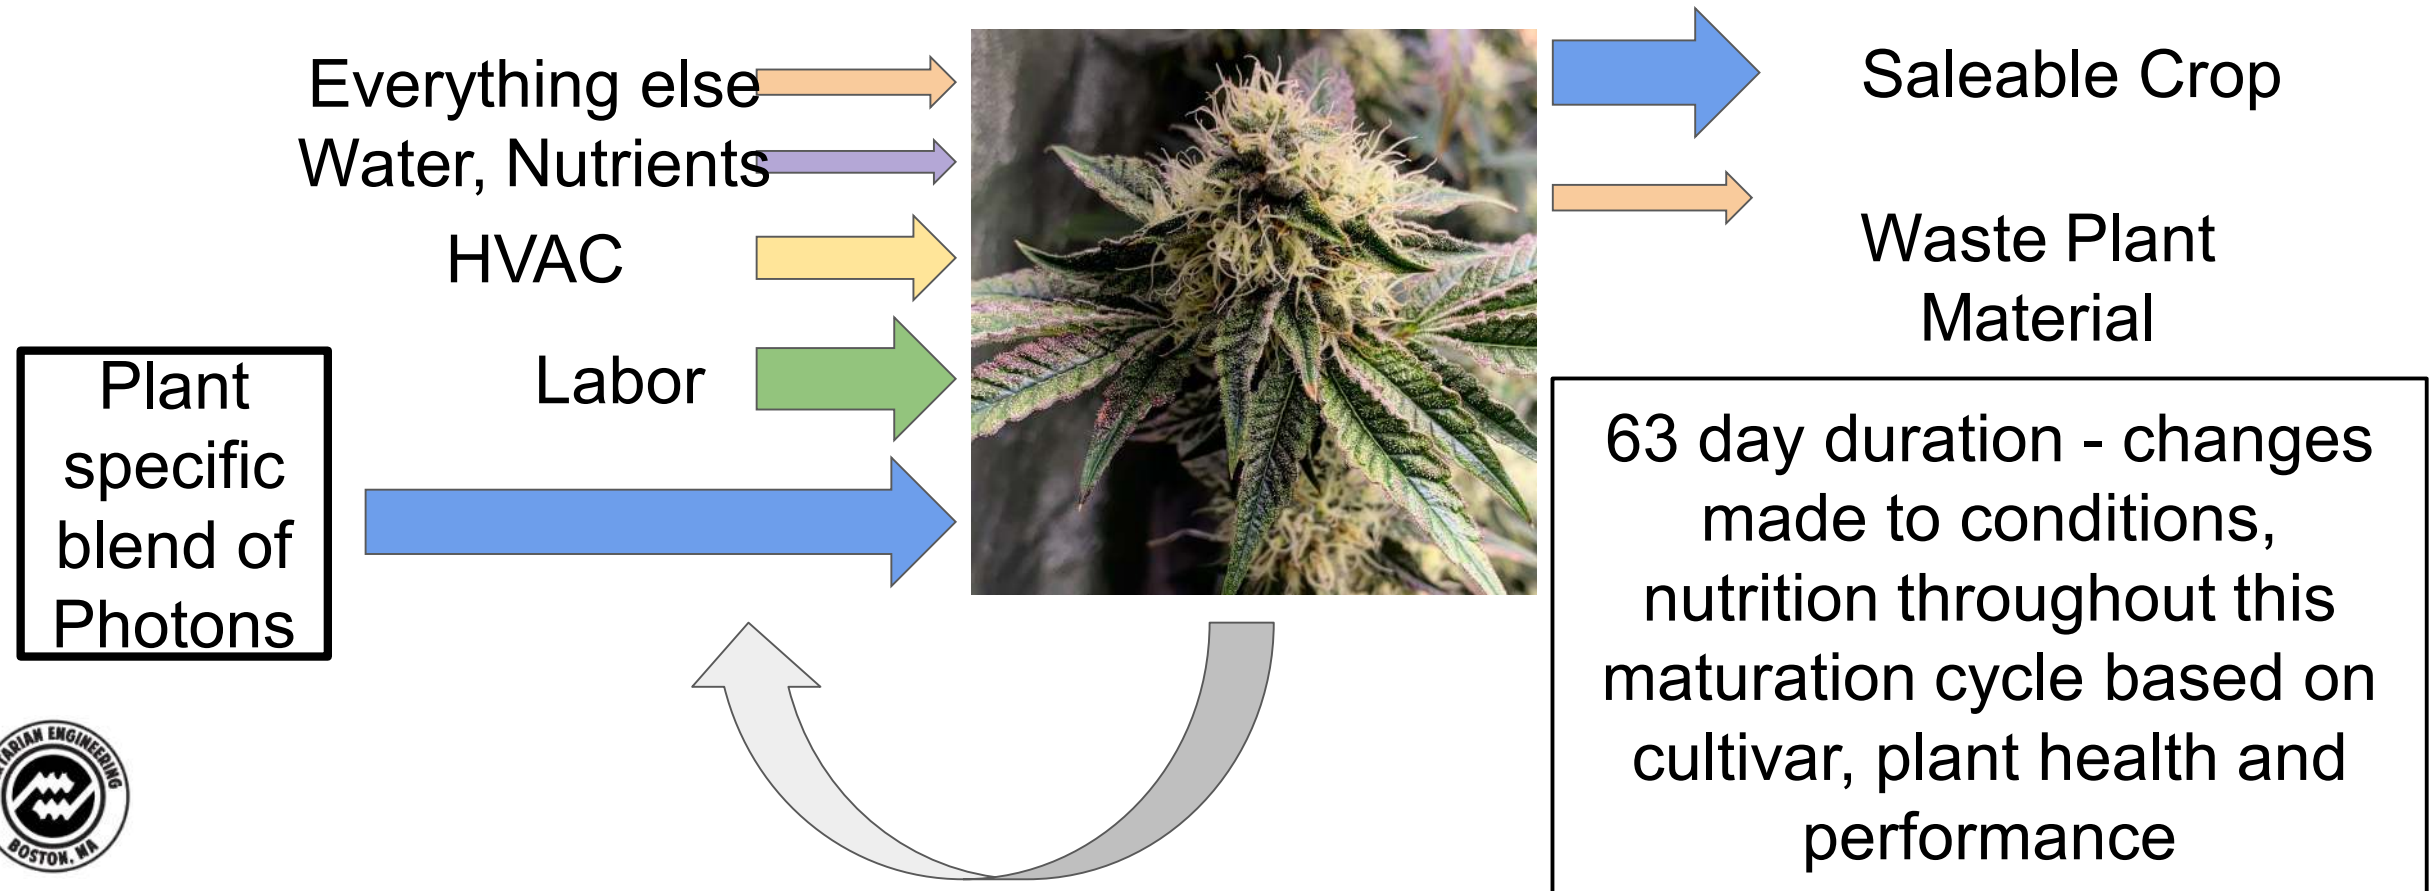 Everything else
Water, Nutrients
HVAC
Labor
Plant
specific
blend of
Photons
Saleable Crop
Waste Plant
Material
63 day duration - changes
made to conditions,
nutrition throughout this
maturation cycle based on
cultivar, plant health and
performance
ENGINEERING
BOSTON, MA